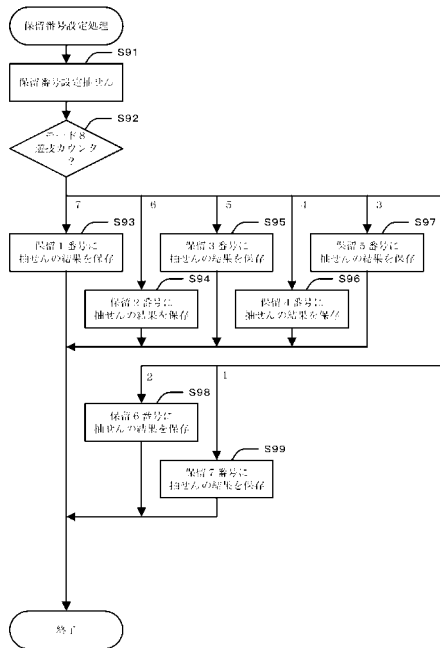 保留番号設定処理
S91
保留番号設定抽せん
S92
モード8
遊技カウンタ
?
7
6
5
4
3
S93
保留1番号に
抽せんの結果を保存
S95
保留3番号に
抽せんの結果を保存
S97
保留5番号に
抽せんの結果を保存
S94
保留2番号に
抽せんの結果を保存
S96
保留4番号に
抽せんの結果を保存
2
1
S98
保留6番号に
抽せんの結果を保存
S99
保留7番号に
抽せんの結果を保存
終了